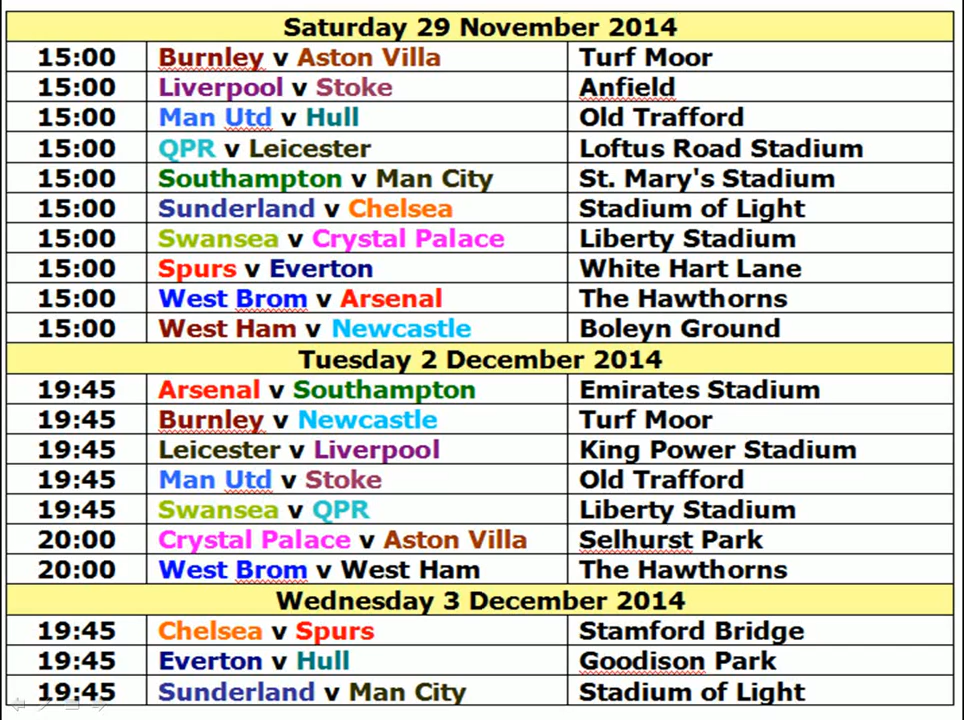 Saturday 29 November 2014
15:00 Burnley v Aston Villa Turf Moor
15:00 Liverpool v Stoke Anfield
15:00 Man Utd v Hull Old Trafford
15:00 QPR v Leicester Loftus Road Stadium
15:00 Southampton v Man City St. Mary's Stadium
15:00 Sunderland v Chelsea Stadium of Light
15:00 Swansea v Crystal Palace Liberty Stadium
15:00 Spurs v Everton White Hart Lane
15:00 West Brom v Arsenal The Hawthorns
15:00 West Ham v Newcastle Boleyn Ground
Tuesday 2 December 2014
19:45 Arsenal v Southampton Emirates Stadium
19:45 Burnley v Newcastle Turf Moor
19:45 Leicester v Liverpool King Power Stadium
19:45 Man Utd v Stoke Old Trafford
19:45 Swansea v QPR Liberty Stadium
20:00 Crystal Palace v Aston Villa Selhurst Park
20:00 West Brom v West Ham The Hawthorns
Wednesday 3 December 2014
19:45 Chelsea v Spurs Stamford Bridge
19:45 Everton v Hull Goodison Park
19:45 Sunderland v Man City Stadium of Light